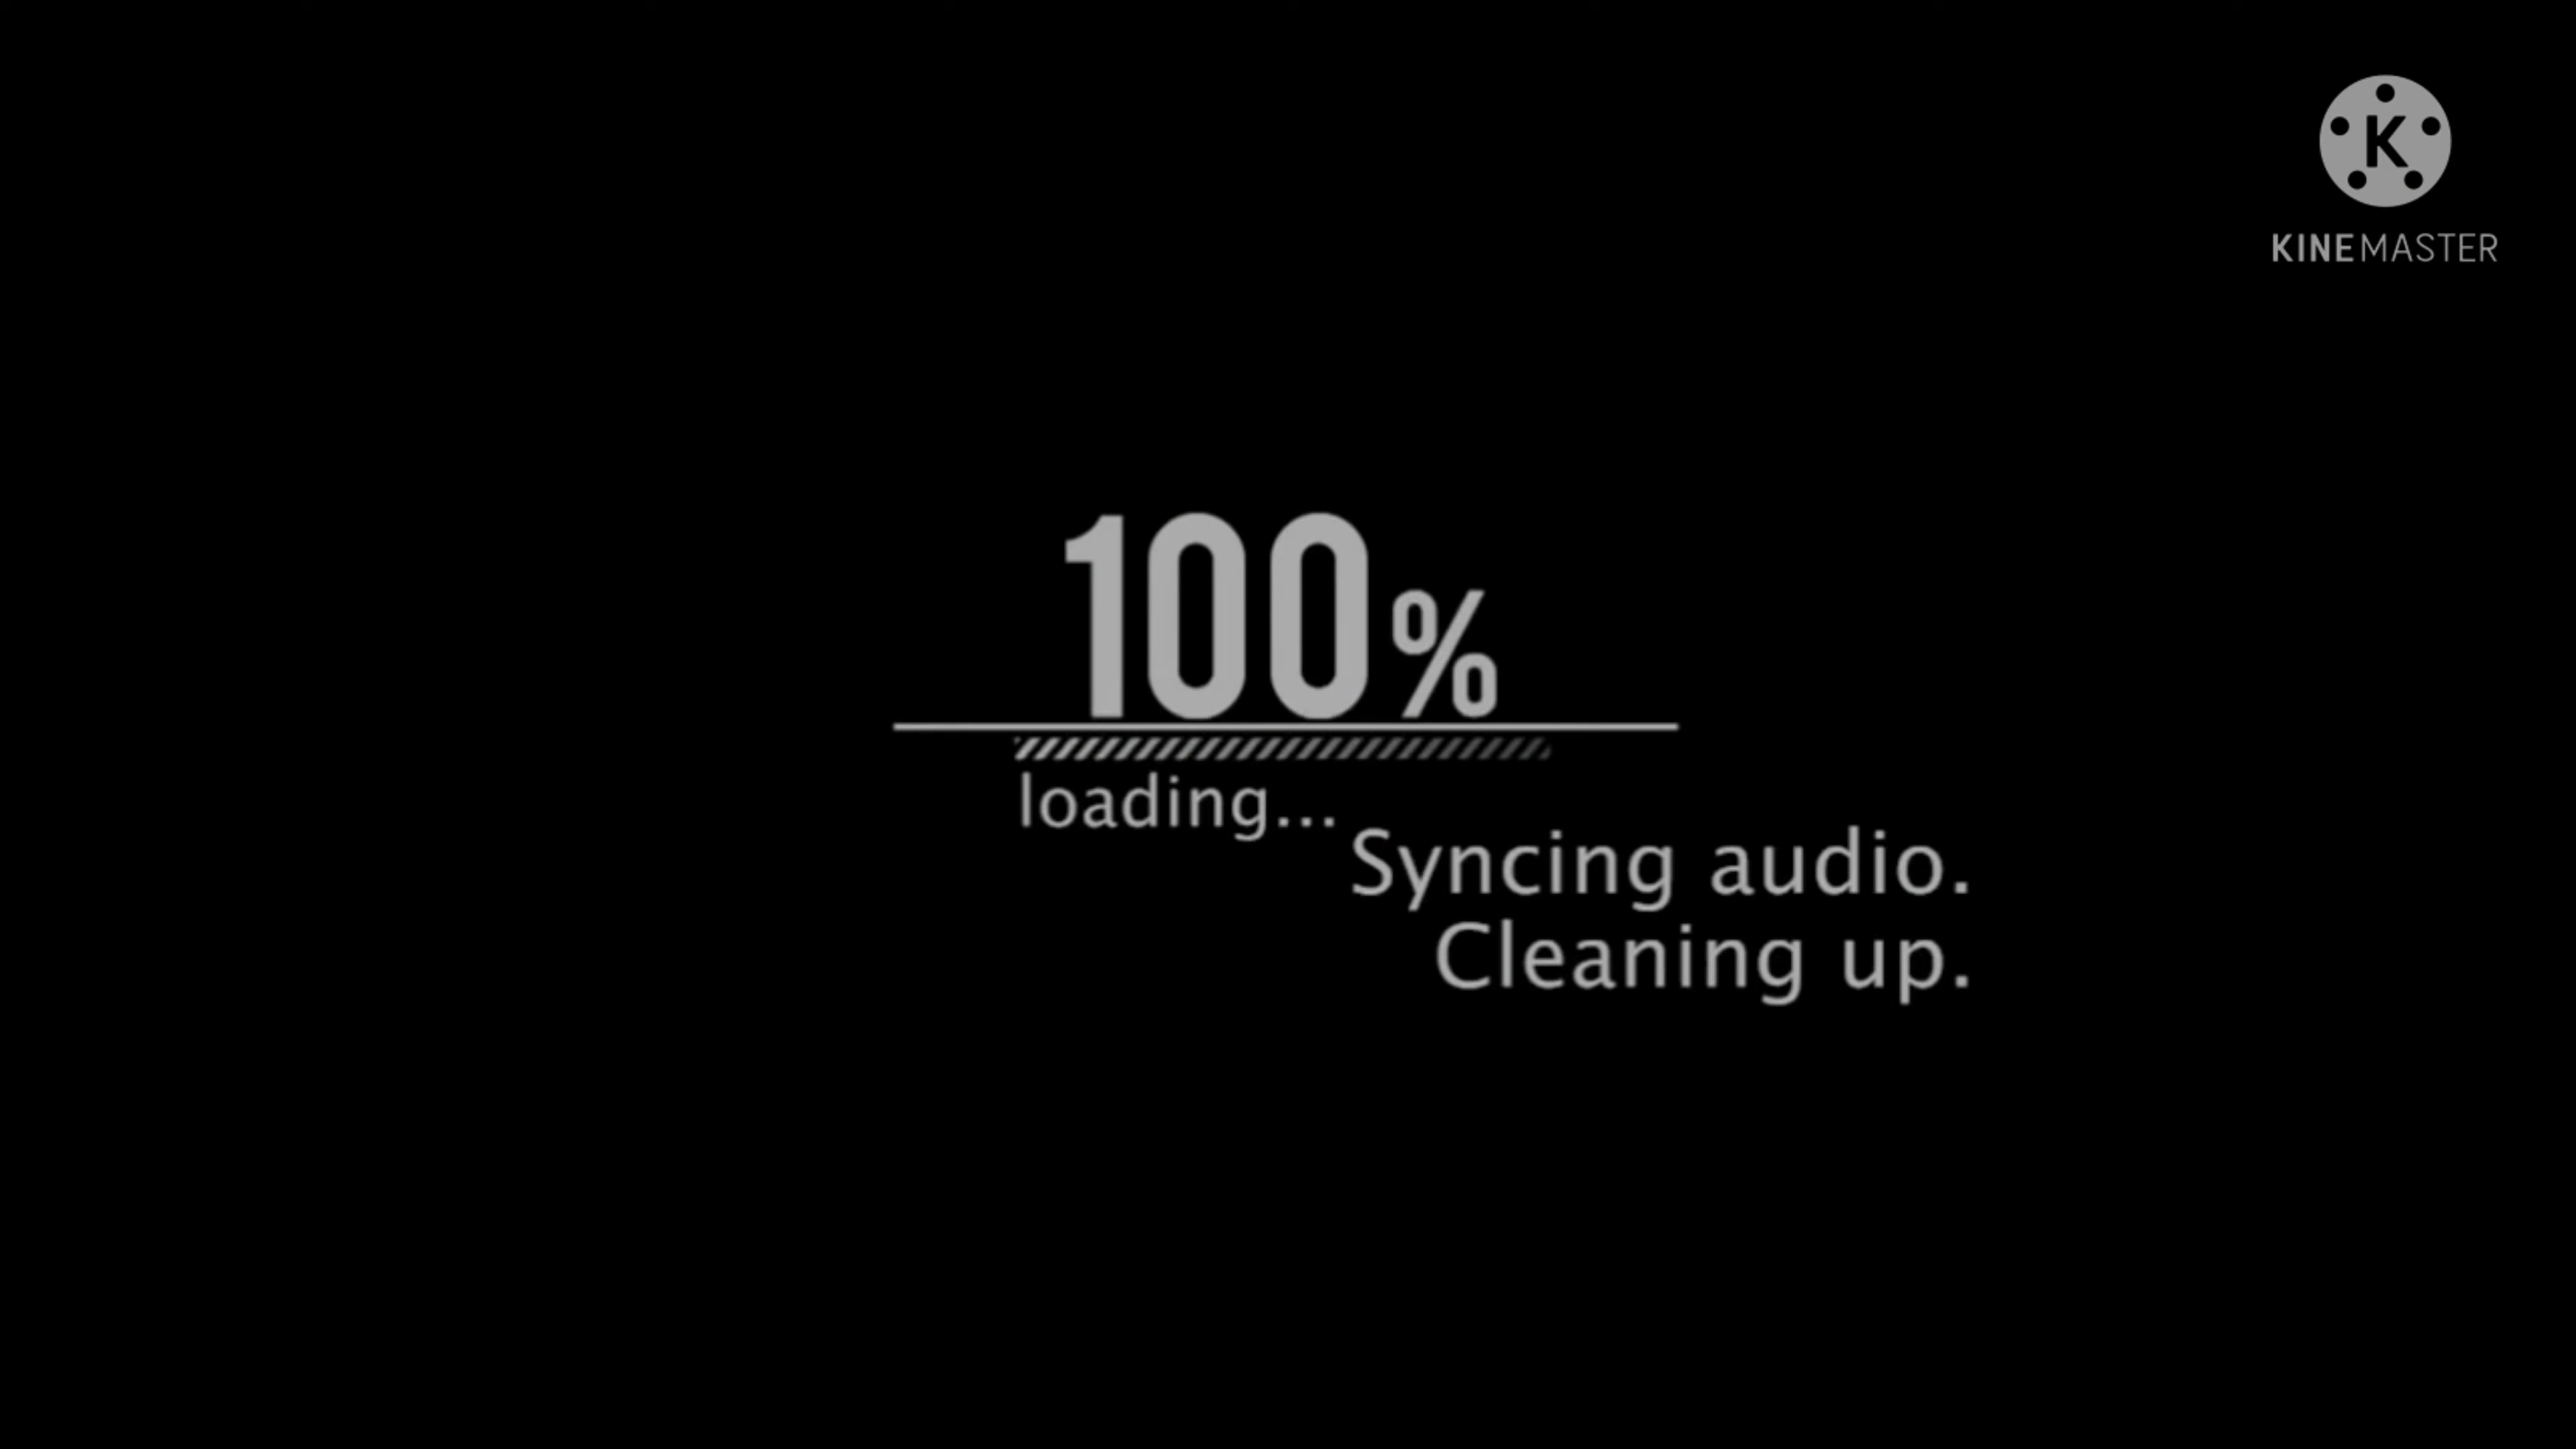 K
KINEMASTER
100%
loading...
Syncing audio.
Cleaning up.